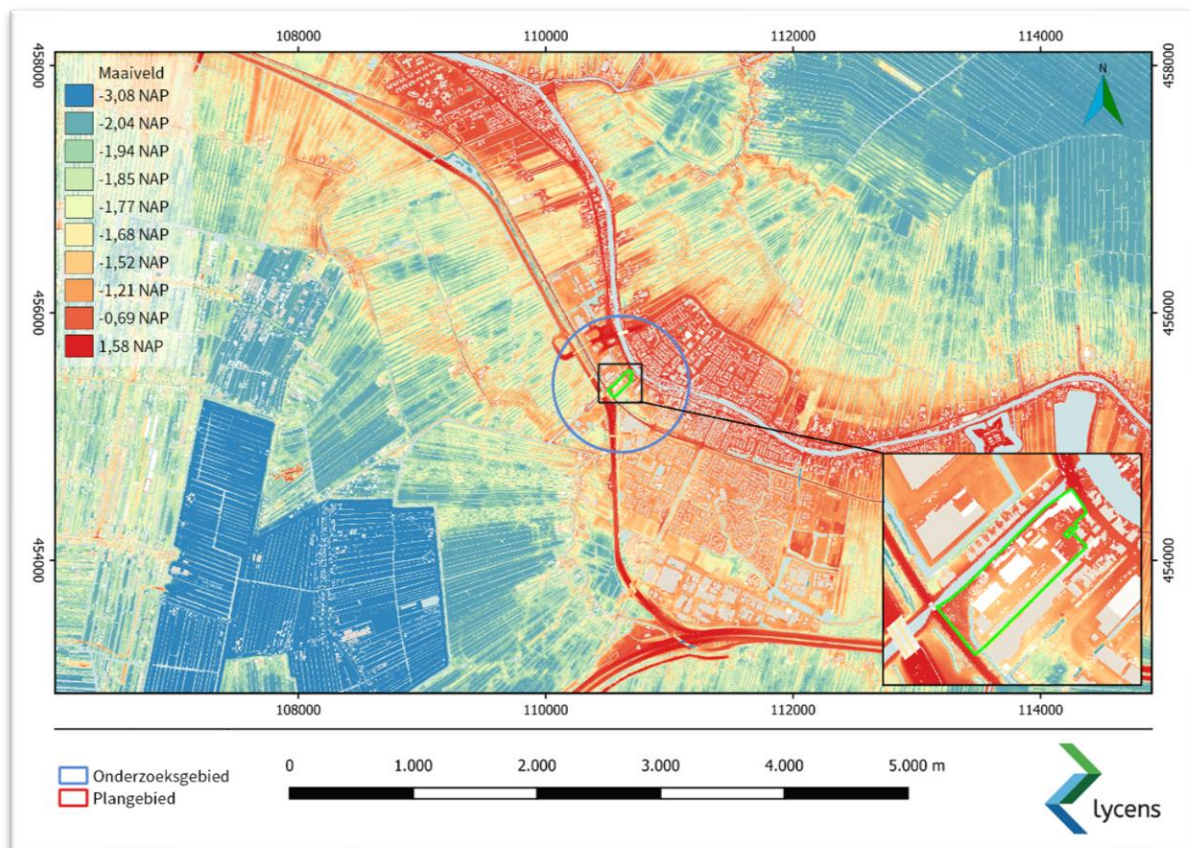 108000 110000 112000 114000
458000 458000
Maaiveld
-3,08 NAP
-2,04 NAP
-1,94 NAP
-1,85 NAP
-1,77 NAP
-1,68 NAP
-1,52 NAP
-1,21 NAP
-0,69 NAP
1,58 NAP
N
456000 456000
454000 454000
108000 110000 112000 114000
Onderzoeksgebied
Plangebied
0 1.000 2.000 3.000 4.000 5.000 m
lycens